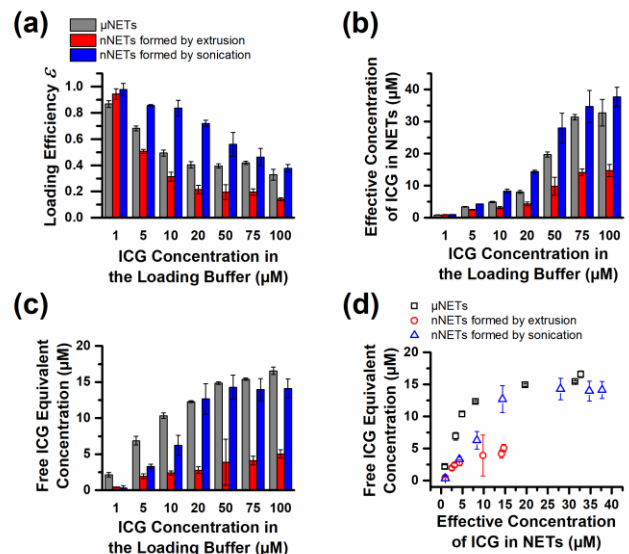 (a)
μNETs
nNETs formed by extrusion
nNETs formed by sonication
Loading Efficiency ℰ
1.0
0.8
0.6
0.4
0.2
0.0
1 5 10 20 50 75 100
ICG Concentration in
the Loading Buffer (μM)
(b)
Effective Concentration
of ICG in NETs (μM)
40
30
20
10
0
1 5 10 20 50 75 100
ICG Concentration in
the Loading Buffer (μM)
(c)
Free ICG Equivalent
Concentration (μM)
20
15
10
5
0
1 5 10 20 50 75 100
ICG Concentration in
the Loading Buffer (μM)
(d)
μNETs
nNETs formed by extrusion
nNETs formed by sonication
Free ICG Equivalent
Concentration (μM)
20
15
10
5
0
0 5 10 15 20 25 30 35 40
Effective Concentration
of ICG in NETs (μM)